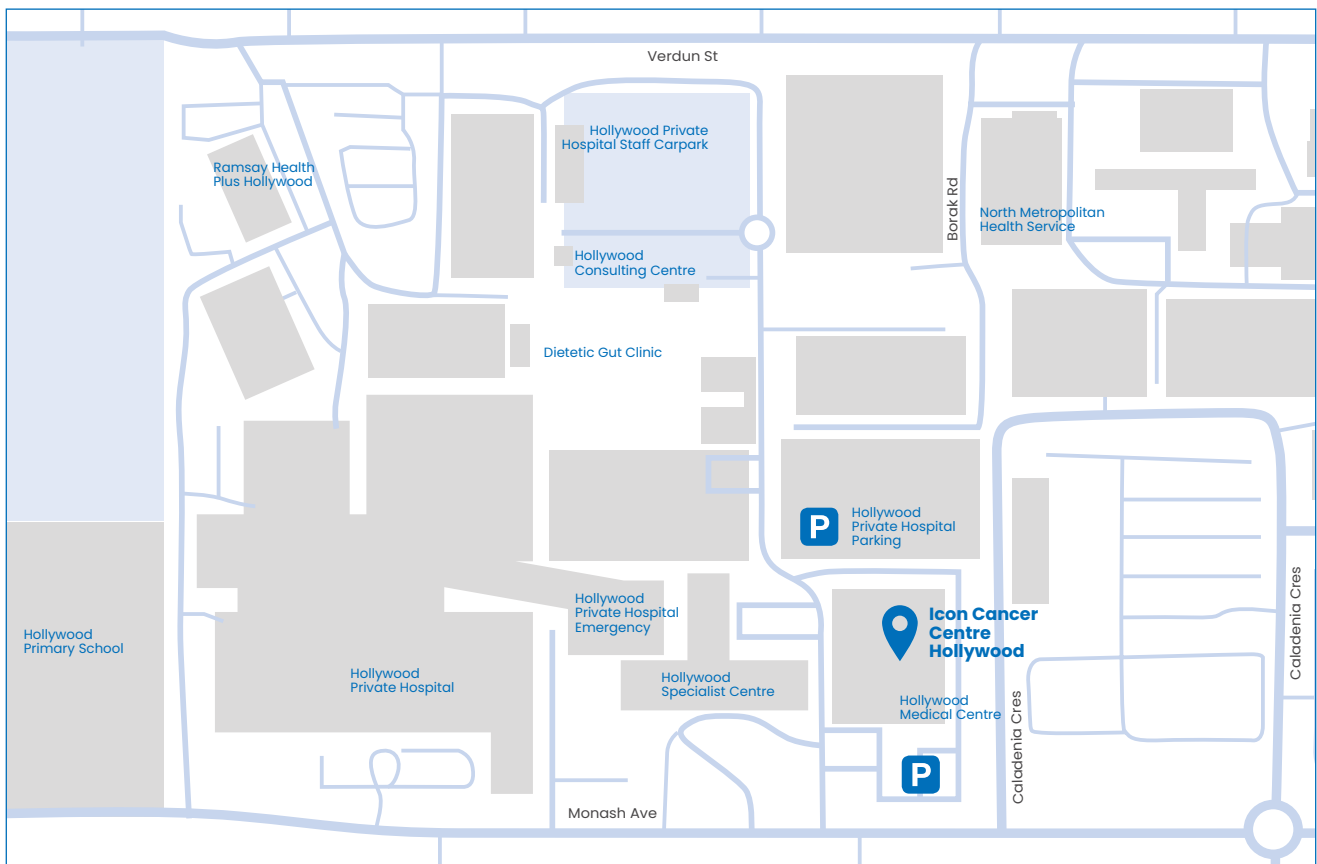 Verdun St
Hollywood Private
Hospital Staff Carpark
Ramsay Health
Plus Hollywood
Borak Rd
North Metropolitan
Health Service
Hollywood
Consulting Centre
Dietetic Gut Clinic
P
Hollywood
Private Hospital
Parking
Hollywood
Private Hospital
Emergency
Icon Cancer
Centre
Hollywood
Caladenia Cres
Hollywood
Primary School
Hollywood
Private Hospital
Hollywood
Specialist Centre
Hollywood
Medical Centre
Caladenia Cres
P
Monash Ave